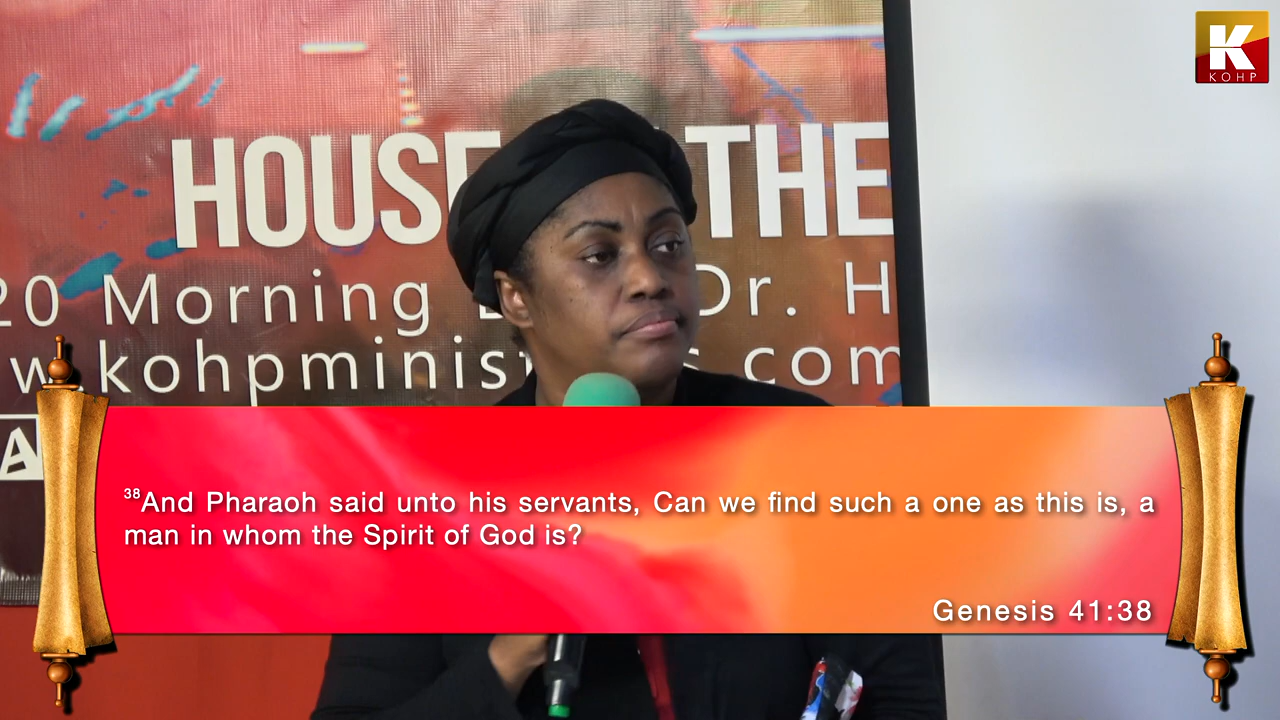 K
KOHP
HOUSE THE
20 Morning Dr. H
w.kohpminist s.com
A
³⁸And Pharaoh said unto his servants, Can we find such a one as this is, a
man in whom the Spirit of God is?
Genesis 41:38